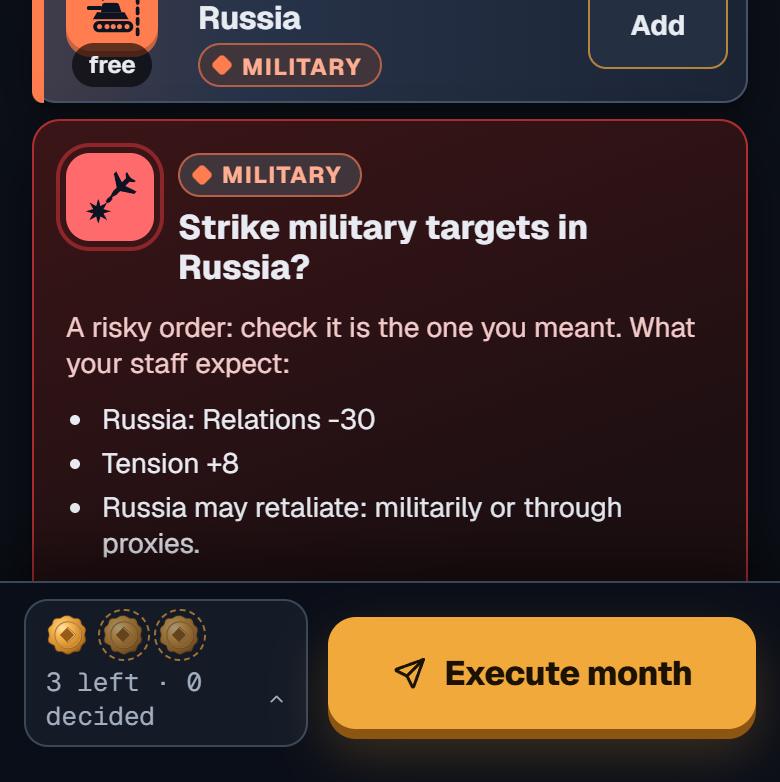 Russia
Add
free
MILITARY
MILITARY
Strike military targets in
Russia?
A risky order: check it is the one you meant. What
your staff expect:
• Russia: Relations -30
• Tension +8
• Russia may retaliate: militarily or through
proxies.
3 left · 0
decided
Execute month